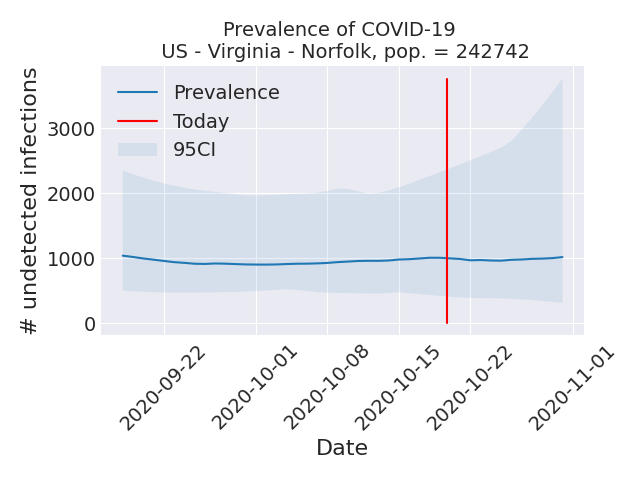 Prevalence of COVID-19
US - Virginia - Norfolk, pop. = 242742
# undetected infections
3000
2000
1000
0
Prevalence
Today
95CI
2020-09-22
2020-10-01
2020-10-08
2020-10-15
2020-10-22
2020-11-01
Date